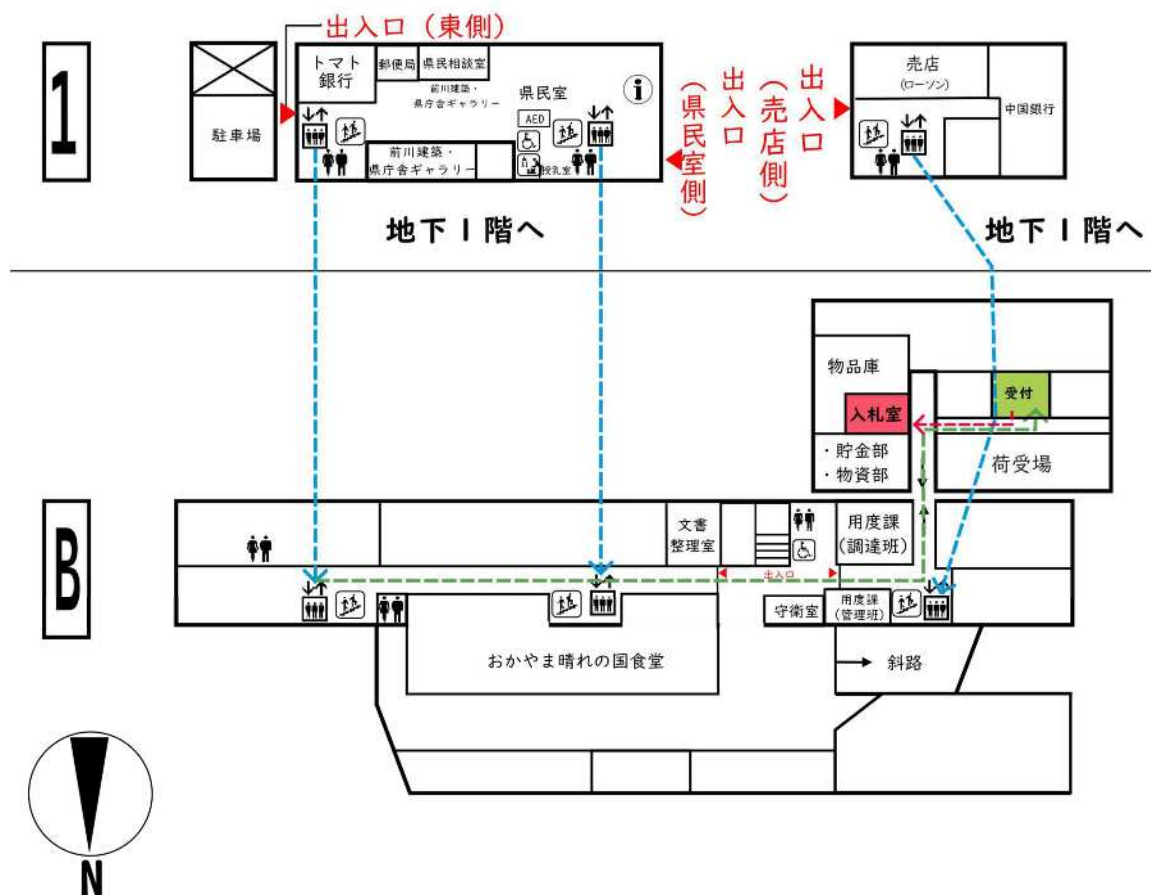 出入口（東側）
1
トマト
銀行
郵便局
県民相談室
前川建築・
県庁舎ギャラリー
県民室
i
AED
駐車場
前川建築・
県庁舎ギャラリー
授乳室
出入口
（県民室側）
出入口
（売店側）
売店
(ローソン)
中国銀行
地下1階へ
地下1階へ
物品庫
入札室
受付
・貯金部
・物資部
荷受場
B
文書
整理室
用度課
(調達班)
出入口
守衛室
用度課
(管理班)
おかやま晴れの国食堂
斜路
N